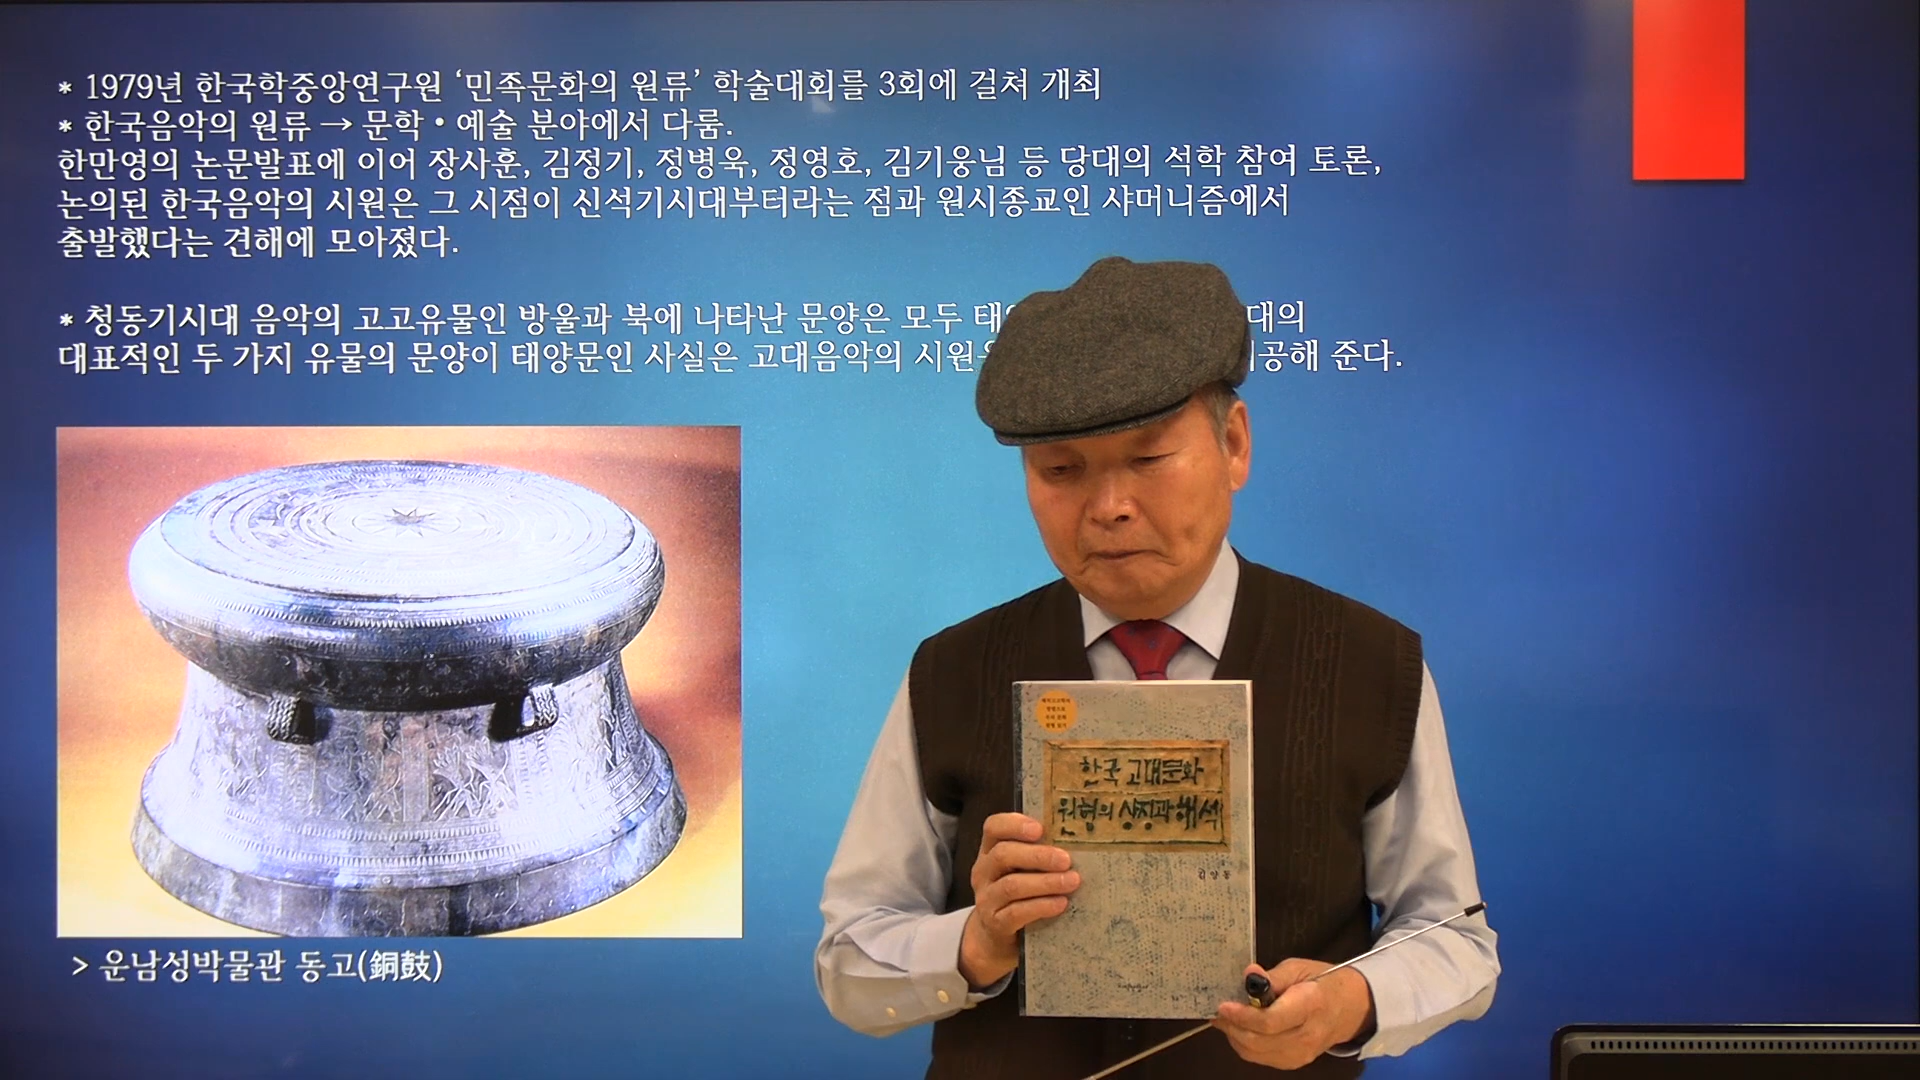 * 1979년 한국학중앙연구원 ‘민족문화의 원류’ 학술대회를 3회에 걸쳐 개최
* 한국음악의 원류 → 문학 • 예술 분야에서 다룸.
한만영의 논문발표에 이어 장사훈, 김정기, 정병욱, 정영호, 김기웅님 등 당대의 석학 참여 토론,
논의된 한국음악의 시원은 그 시점이 신석기시대부터라는 점과 원시종교인 샤머니즘에서
출발했다는 견해에 모아졌다.
* 청동기시대 음악의 고고유물인 방울과 북에 나타난 문양은 모두 대의
대표적인 두 가지 유물의 문양이 태양문인 사실은 고대음악의 시원 준다.
> 운남성박물관 동고(銅鼓)
한국 고대문화
원형의 상징과 해석
김양동